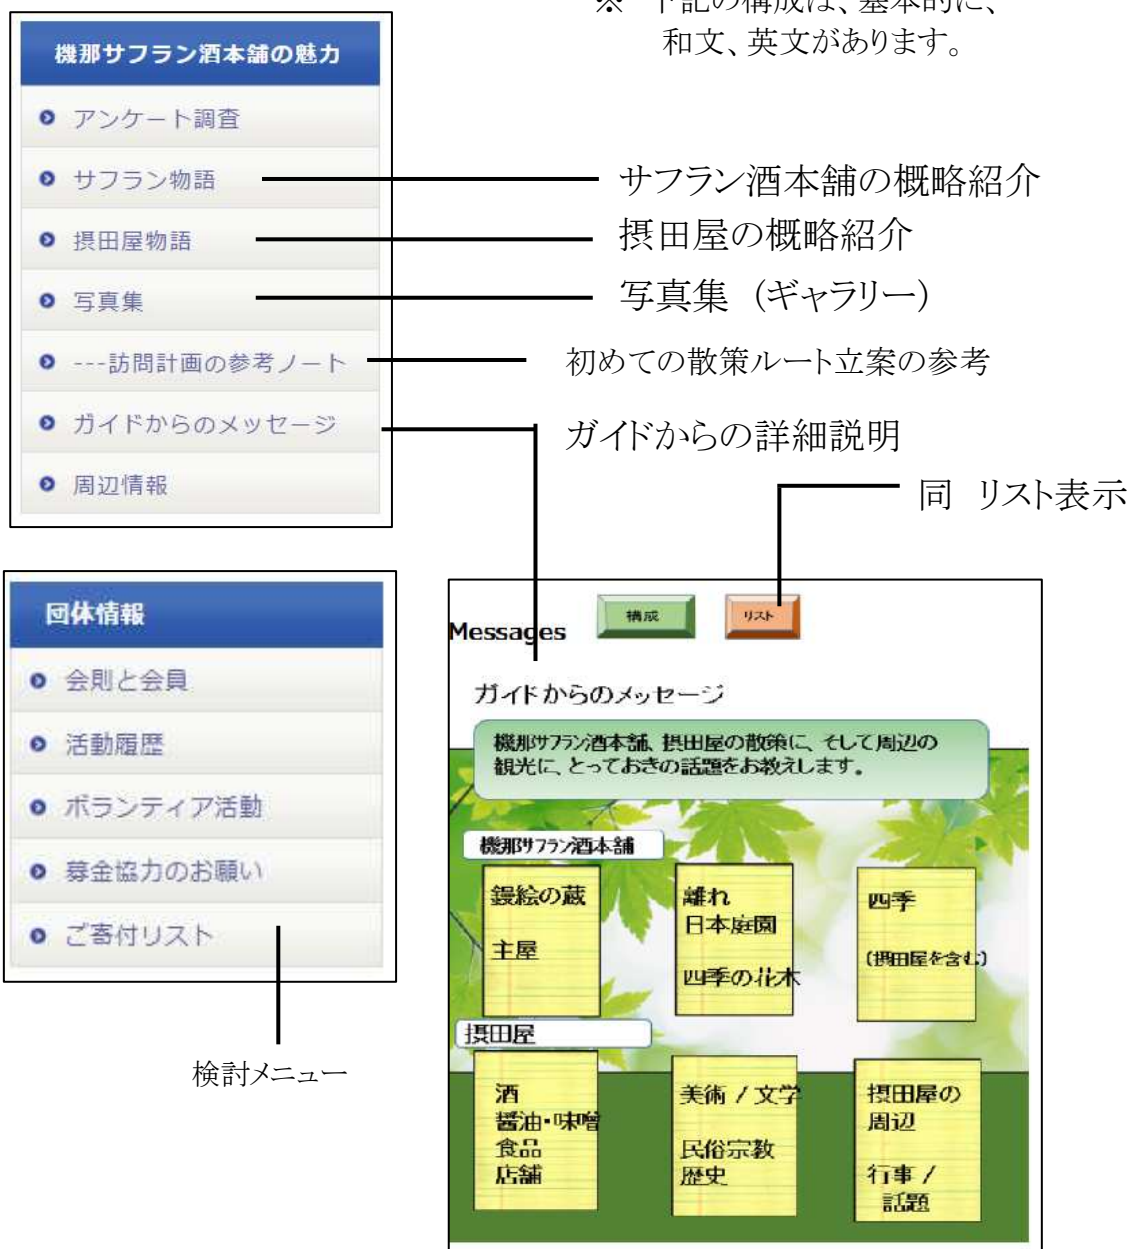 ※ 下記の構成は、基本的に、
和文、英文があります。
機那サフラン酒本舗の魅力
アンケート調査
サフラン物語
摂田屋物語
写真集
---訪問計画の参考ノート
ガイドからのメッセージ
周辺情報
サフラン酒本舗の概略紹介
摂田屋の概略紹介
写真集 (ギャラリー)
初めての散策ルート立案の参考
ガイドからの詳細説明
同 リスト表示
団体情報
会則と会員
活動履歴
ボランティア活動
募金協力のお願い
ご寄付リスト
検討メニュー
Messages
構成
リスト
ガイドからのメッセージ
機那サフラン酒本舗、摂田屋の散策に、そして周辺の
観光に、とっておきの話題をお教えします。
機那サフラン酒本舗
鏝絵の蔵
主屋
離れ
日本庭園
四季の花木
四季
(摂田屋を含む)
摂田屋
酒
醤油・味噌
食品
店舗
美術 / 文学
民俗宗教
歴史
摂田屋の
周辺
行事 /
話題